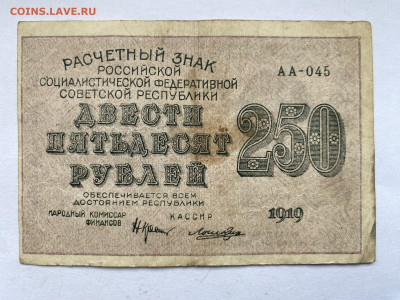 COINS.LAVE.RU
РАСЧЕТНЫЙ ЗНАК
РОССИЙСКОЙ
СОЦИАЛИСТИЧЕСКОЙ ФЕДЕРАТИВНОЙ
СОВЕТСКОЙ РЕСПУБЛИКИ
АА-045
ДВЕСТИ
ПЯТЬДЕСЯТ
РУБЛЕЙ
250
ОБЕСПЕЧИВАЕТСЯ ВСЕМ
ДОСТОЯНИЕМ РЕСПУБЛИКИ
НАРОДНЫЙ КОМИССАР
ФИНАНСОВ
КАССИР
1919